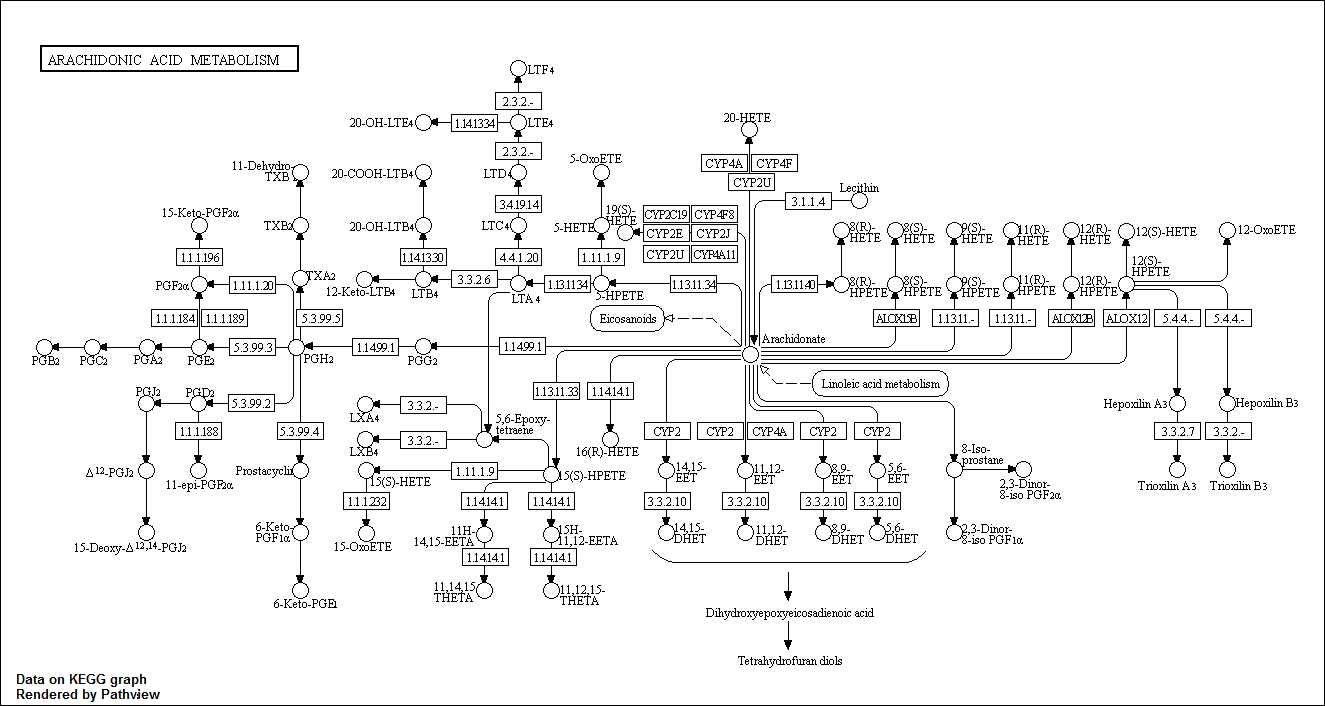 ARACHIDONIC ACID METABOLISM
LTF4
2.3.2.-
20-OH-LTE4
1.14.13.34
LTE4
20-HETE
2.3.2.-
CYP4A
CYP4F
CYP2U
11-Dehydro-
TXB
20-COOH-LTB4
LTD4
5-OxoETE
Lecithin
3.1.1.4
3.4.19.14
15-Keto-PGF2α
TXB2
20-OH-LTB4
LTC4
5-HETE
19(S)-
HETE
CYP2C19
CYP4F8
CYP2E
CYP2J
CYP2U
CYP4A11
8(R)-
HETE
8(S)-
HETE
9(S)-
HETE
11(R)-
HETE
12(R)-
HETE
12(S)-HETE
12-OxoETE
1.1.1.196
1.14.13.30
4.4.1.20
1.11.1.9
12(S)-
HPETE
PGF2α
1.11.1.20
TXA2
12-Keto-LTB4
LTB4
3.3.2.6
LTA4
1.13.11.34
5-HPETE
1.13.11.34
1.13.11.40
8(R)-
HPETE
8(S)-
HPETE
9(S)-
HPETE
11(R)-
HPETE
12(R)-
HPETE
1.1.1.184
1.1.1.189
5.3.99.5
Eicosanoids
ALOX15B
1.13.11.-
1.13.11.-
ALOX12B
ALOX12
5.4.4.-
5.4.4.-
Arachidonate
PGB2
PGC2
PGA2
PGE2
5.3.99.3
PGH2
1.14.99.1
PGG2
1.14.99.1
Linoleic acid metabolism
PGJ2
PGD2
5.3.99.2
1.13.11.33
1.14.14.1
LXA4
3.3.2.-
5,6-Epoxy-
tetraene
Hepoxilin A3
Hepoxilin B3
1.1.1.188
5.3.99.4
LXB4
3.3.2.-
CYP2
CYP2
CYP4A
CYP2
CYP2
3.3.2.7
3.3.2.-
16(R)-HETE
8-Iso-
prostane
Δ12-PGJ2
11-epi-PGF2α
Prostacyclin
15(S)-HETE
1.11.1.9
15(S)-HPETE
14,15-
EET
11,12-
EET
8,9-
EET
5,6-
EET
2,3-Dinor-
8-iso PGF2α
Trioxilin A3
Trioxilin B3
1.1.1.232
1.14.14.1
1.14.14.1
3.3.2.10
3.3.2.10
3.3.2.10
3.3.2.10
15-Deoxy-Δ12,14-PGJ2
6-Keto-
PGF1α
15-OxoETE
11H-
14,15-EETA
15H-
11,12-EETA
14,15-
DHET
11,12-
DHET
8,9-
DHET
5,6-
DHET
2,3-Dinor-
8-iso PGF1α
1.14.14.1
1.14.14.1
6-Keto-PGE1
11,14,15-
THETA
11,12,15-
THETA
Dihydroxyepoxyeicosadienoic acid
Tetrahydrofuran diols
Data on KEGG graph
Rendered by Pathview